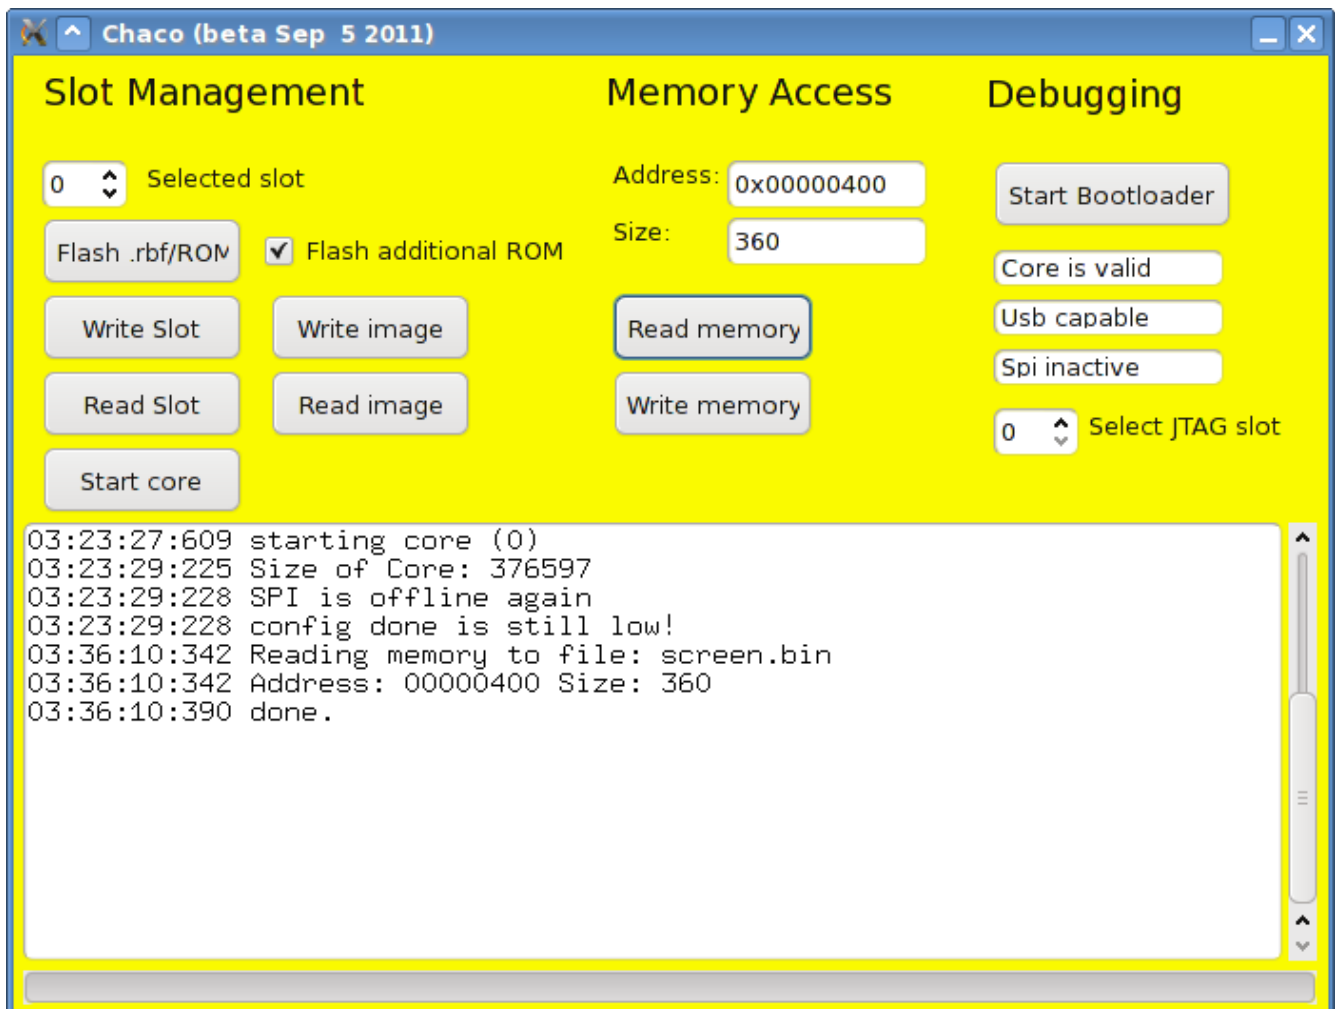 Chaco (beta Sep  5 2011)
Slot Management
0 Selected slot
Flash .rbf/ROM Flash additional ROM
Write Slot Write image
Read Slot Read image
Start core
Memory Access
Address: 0x00000400
Size: 360
Read memory
Write memory
Debugging
Start Bootloader
Core is valid
Usb capable
Spi inactive
0 Select JTAG slot
03:23:27:609 starting core (0)
03:23:29:225 Size of Core: 376597
03:23:29:228 SPI is offline again
03:23:29:228 config done is still low!
03:36:10:342 Reading memory to file: screen.bin
03:36:10:342 Address: 00000400 Size: 360
03:36:10:390 done.